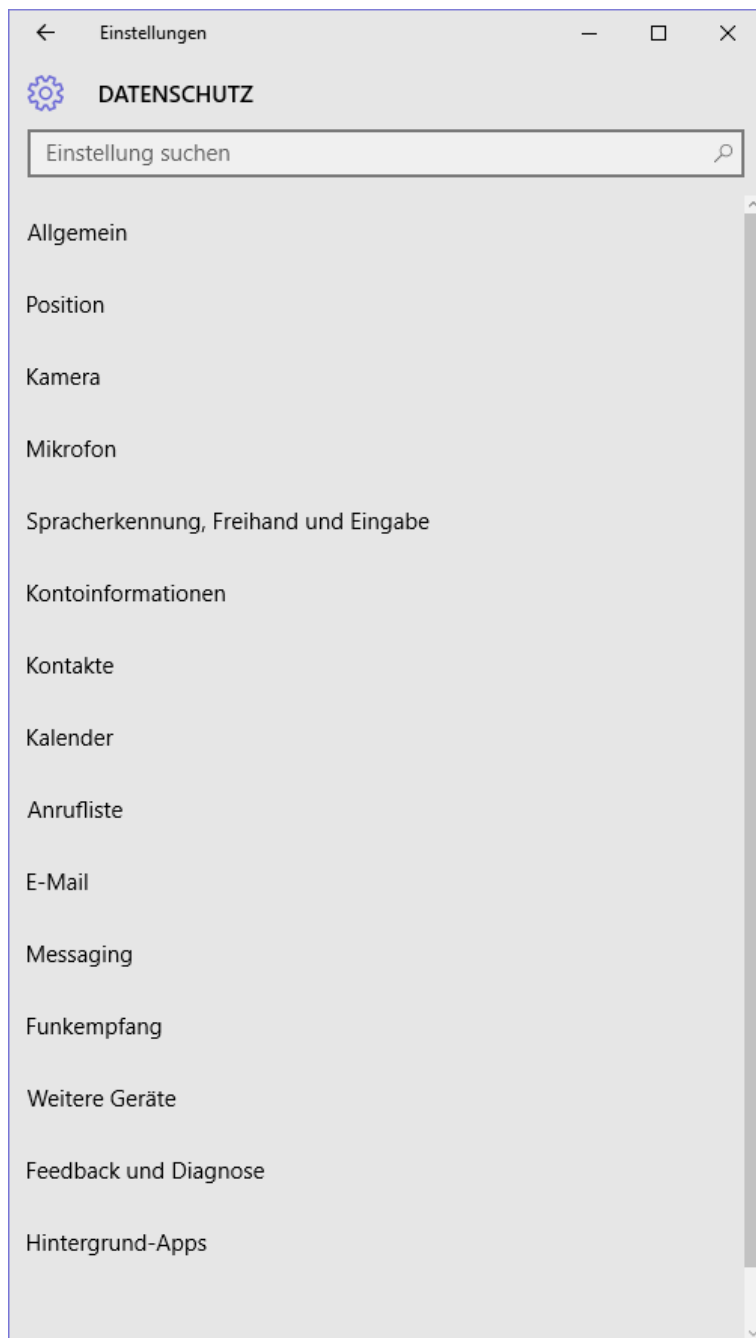 Einstellungen
DATENSCHUTZ
Einstellung suchen
Allgemein
Position
Kamera
Mikrofon
Spracherkennung, Freihand und Eingabe
Kontoinformationen
Kontakte
Kalender
Anrufliste
E-Mail
Messaging
Funkempfang
Weitere Geräte
Feedback und Diagnose
Hintergrund-Apps